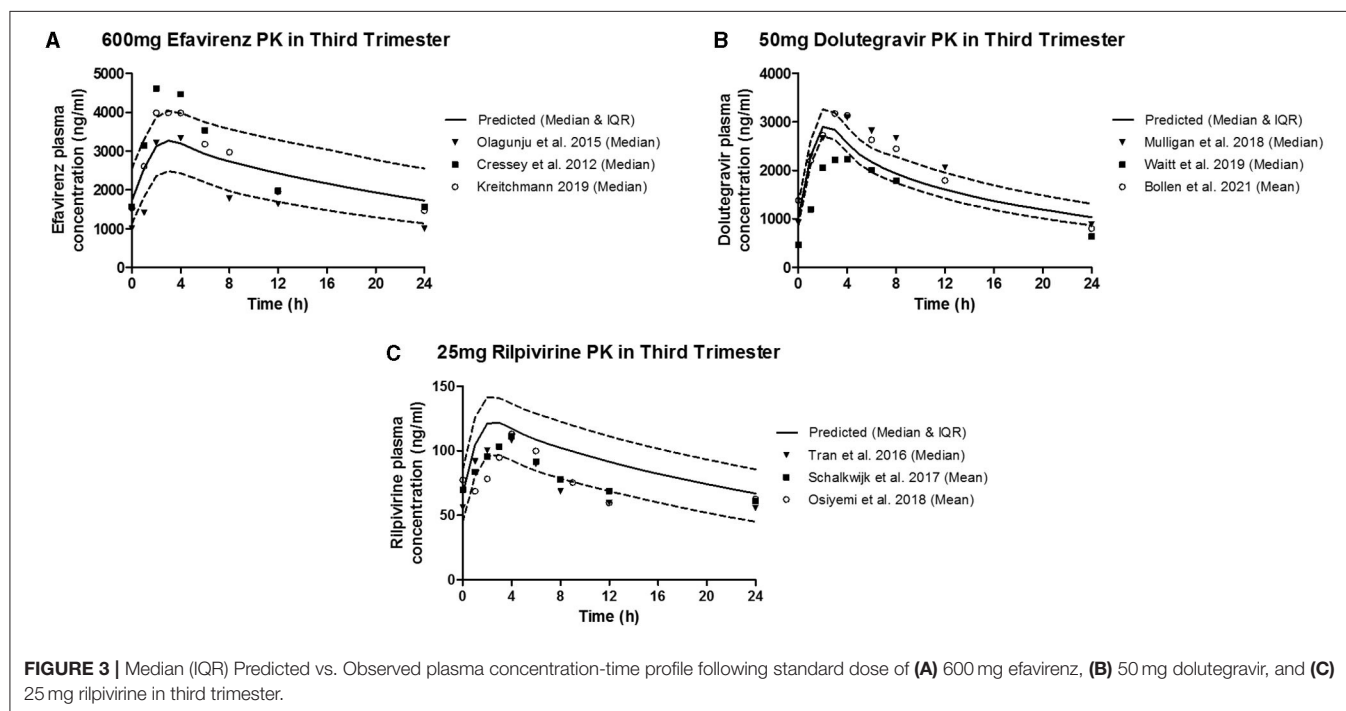 A 600mg Efavirenz PK in Third Trimester
5000
4000
3000
2000
1000
0
Efavirenz plasma
concentration (ng/ml)
0 4 8 12 16 20 24
Time (h)
Predicted (Median & IQR)
Olagunju et al. 2015 (Median)
Cressey et al. 2012 (Median)
Kreitchmann 2019 (Median)
B 50mg Dolutegravir PK in Third Trimester
4000
3000
2000
1000
0
Dolutegravir plasma
concentration (ng/ml)
0 4 8 12 16 20 24
Time (h)
Predicted (Median & IQR)
Mulligan et al. 2018 (Median)
Waitt et al. 2019 (Median)
Bollen et al. 2021 (Mean)
C 25mg Rilpivirine PK in Third Trimester
150
100
50
0
Rilpivirine plasma
concentration (ng/ml)
0 4 8 12 16 20 24
Time (h)
Predicted (Median & IQR)
Tran et al. 2016 (Median)
Schalkwijk et al. 2017 (Mean)
Osiyemi et al. 2018 (Mean)
FIGURE 3 | Median (IQR) Predicted vs. Observed plasma concentration-time profile following standard dose of (A) 600 mg efavirenz, (B) 50 mg dolutegravir, and (C)
25 mg rilpivirine in third trimester.